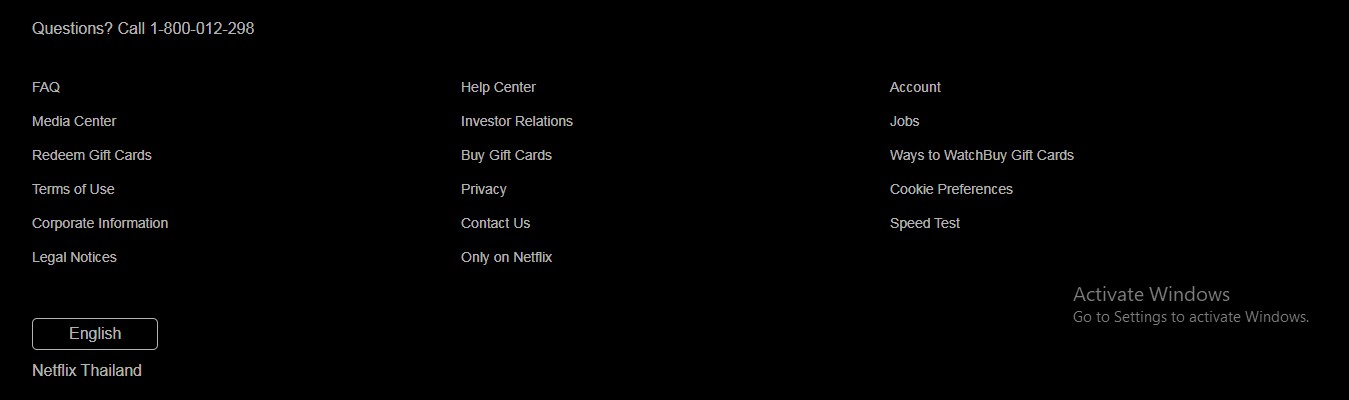 Questions? Call 1-800-012-298
FAQ
Help Center
Account
Media Center
Investor Relations
Jobs
Redeem Gift Cards
Buy Gift Cards
Ways to WatchBuy Gift Cards
Terms of Use
Privacy
Cookie Preferences
Corporate Information
Contact Us
Speed Test
Legal Notices
Only on Netflix
Activate Windows
Go to Settings to activate Windows.
English
Netflix Thailand